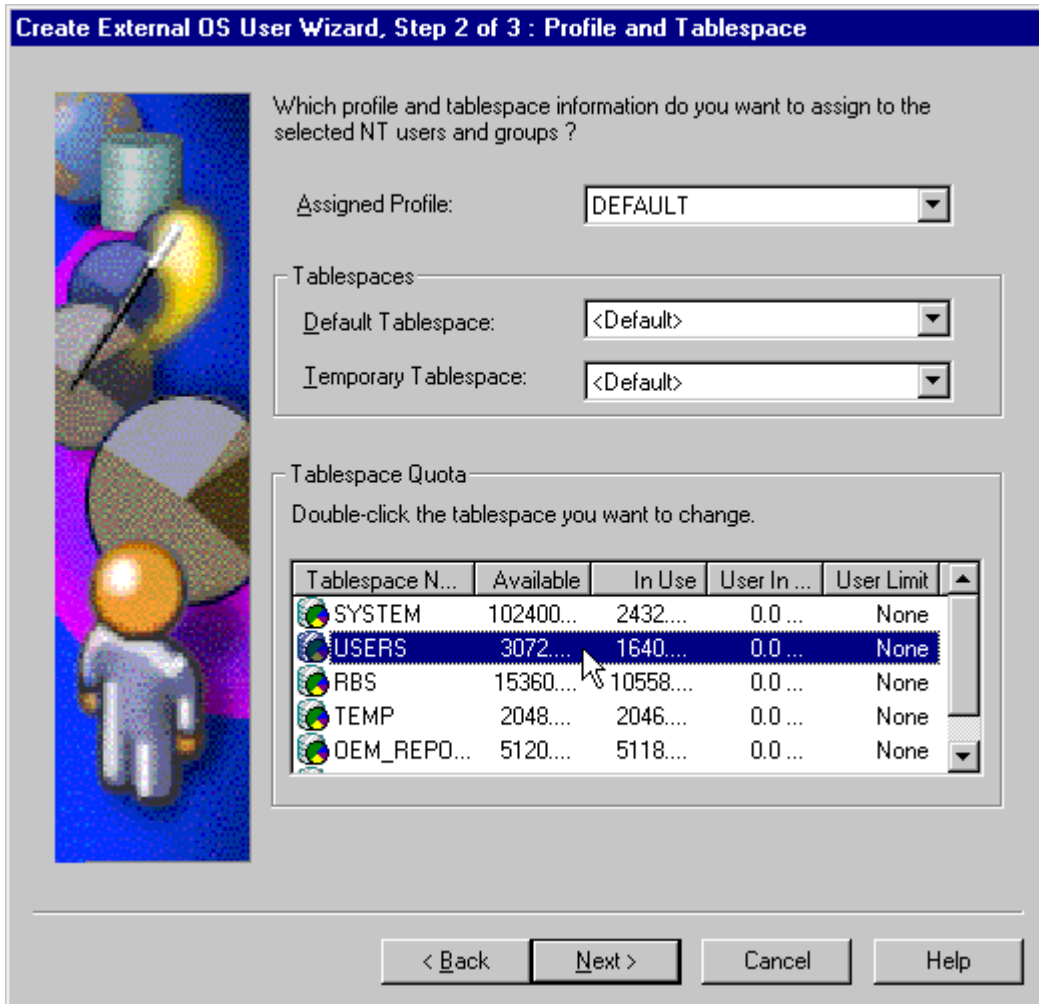 Create External OS User Wizard, Step 2 of 3 : Profile and Tablespace
Which profile and tablespace information do you want to assign to the
selected NT users and groups ?
Assigned Profile: DEFAULT
Tablespaces
Default Tablespace: <Default>
Temporary Tablespace: <Default>
Tablespace Quota
Double-click the tablespace you want to change.
Tablespace N... Available In Use User In ... User Limit
SYSTEM 102400... 2432.... 0.0 ... None
USERS 3072.... 1640.... 0.0 ... None
RBS 15360.... 10558.... 0.0 ... None
TEMP 2048.... 2046.... 0.0 ... None
OEM_REPO... 5120.... 5118.... 0.0 ... None
< Back Next > Cancel Help